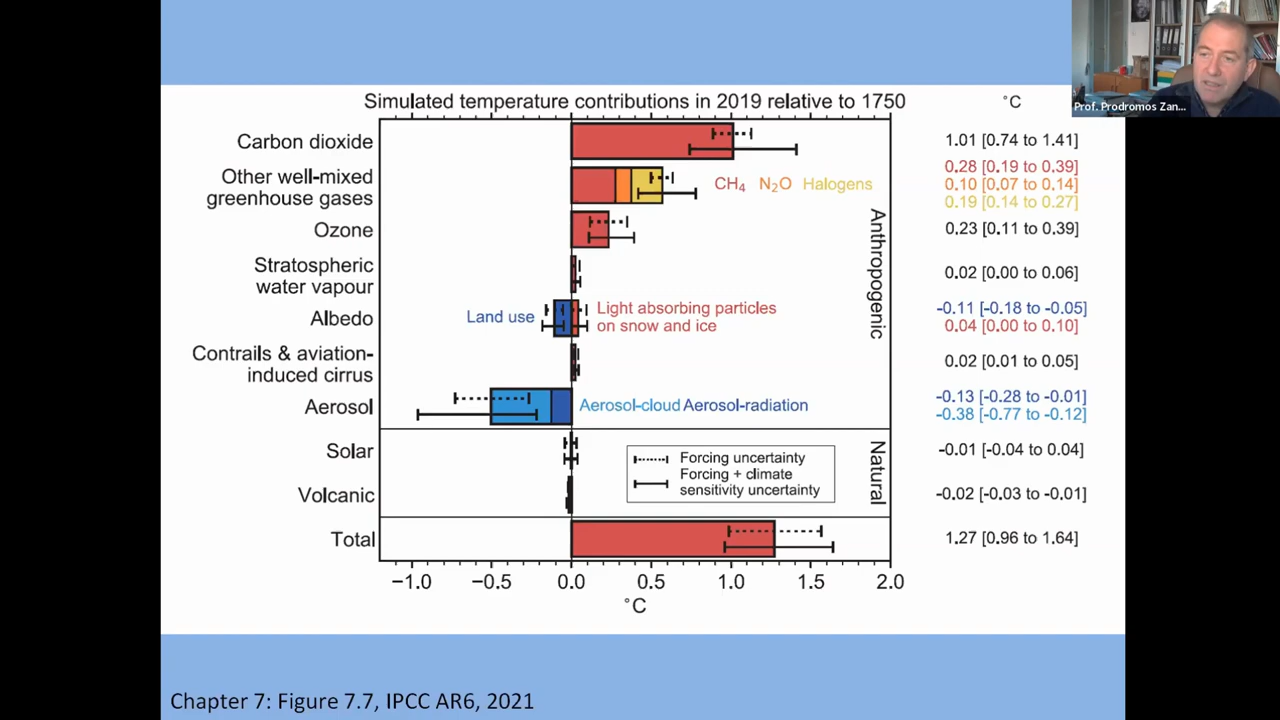 Prof. Prodromos Zan...
Simulated temperature contributions in 2019 relative to 1750
°C
Carbon dioxide
1.01 [0.74 to 1.41]
Other well-mixed
greenhouse gases
CH₄ N₂O Halogens
0.28 [0.19 to 0.39]
0.10 [0.07 to 0.14]
0.19 [0.14 to 0.27]
Ozone
0.23 [0.11 to 0.39]
Stratospheric
water vapour
0.02 [0.00 to 0.06]
Albedo
Land use
Light absorbing particles
on snow and ice
-0.11 [-0.18 to -0.05]
0.04 [0.00 to 0.10]
Contrails & aviation-
induced cirrus
0.02 [0.01 to 0.05]
Aerosol
Aerosol-cloud Aerosol-radiation
-0.13 [-0.28 to -0.01]
-0.38 [-0.77 to -0.12]
Anthropogenic
Solar
-0.01 [-0.04 to 0.04]
Volcanic
-0.02 [-0.03 to -0.01]
Forcing uncertainty
Forcing + climate
sensitivity uncertainty
Natural
Total
1.27 [0.96 to 1.64]
−1.0 −0.5 0.0 0.5 1.0 1.5 2.0
°C
Chapter 7: Figure 7.7, IPCC AR6, 2021